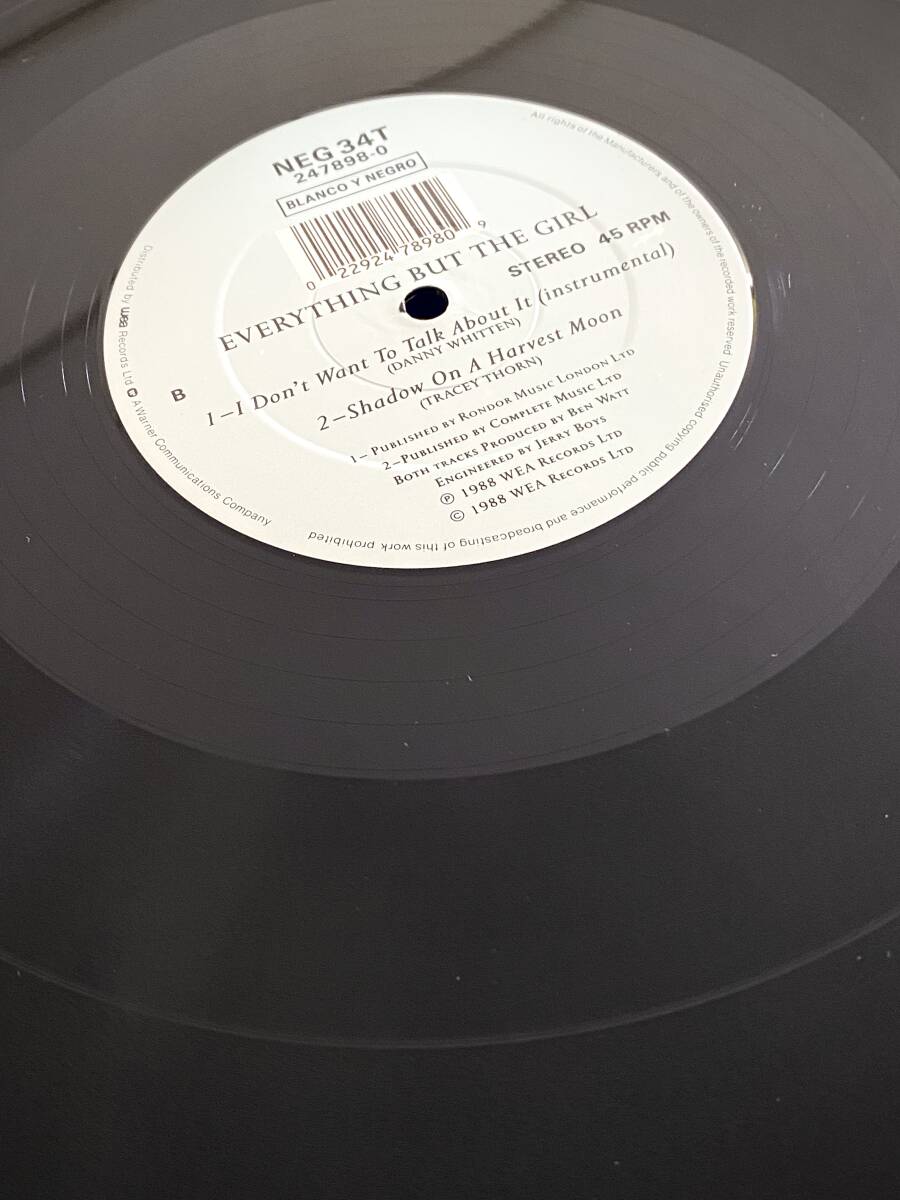 NEG 34T
247898-0
BLANCO Y NEGRO
0 22924 78980 9
EVERYTHING BUT THE GIRL
STEREO 45 RPM
B
1–I Don't Want To Talk About It (instrumental)
(DANNY WHITTEN)
2–Shadow On A Harvest Moon
(TRACEY THORN)
1– PUBLISHED BY RONDOR MUSIC LONDON LTD
2–PUBLISHED BY COMPLETE MUSIC LTD
BOTH TRACKS PRODUCED BY BEN WATT
ENGINEERED BY JERRY BOYS
℗ 1988 WEA RECORDS LTD
© 1988 WEA RECORDS LTD
All rights of the Manufacturers and of the owners of the recorded work reserved Unauthorised copying public performance and broadcasting of this work prohibited
Distributed by wea Records Ltd A Warner Communications Company